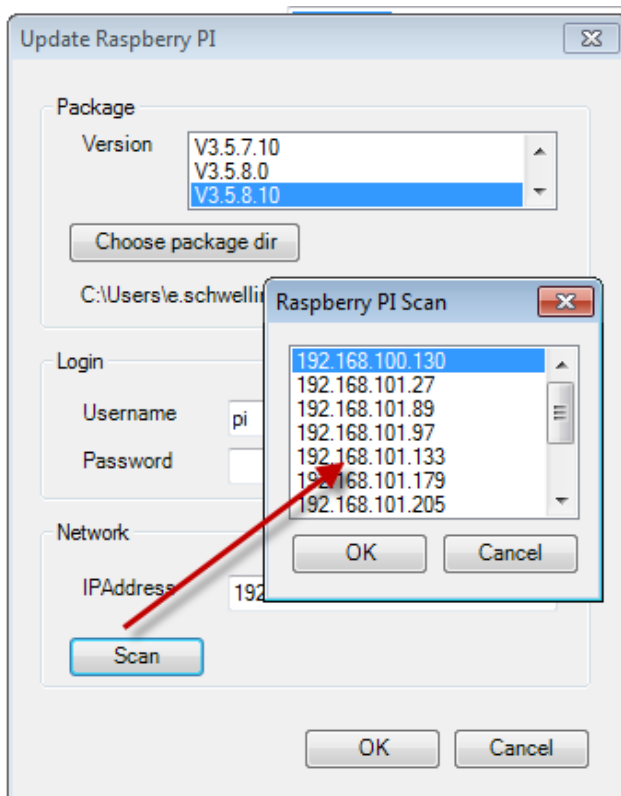 Update Raspberry PI
Package
Version
V3.5.7.10
V3.5.8.0
V3.5.8.10
Choose package dir
C:\Users\e.schwellin
Raspberry PI Scan
192.168.100.130
192.168.101.27
192.168.101.89
192.168.101.97
192.168.101.133
192.168.101.179
192.168.101.205
OK Cancel
Login
Username pi
Password
Network
IPAddress 192
Scan
OK Cancel